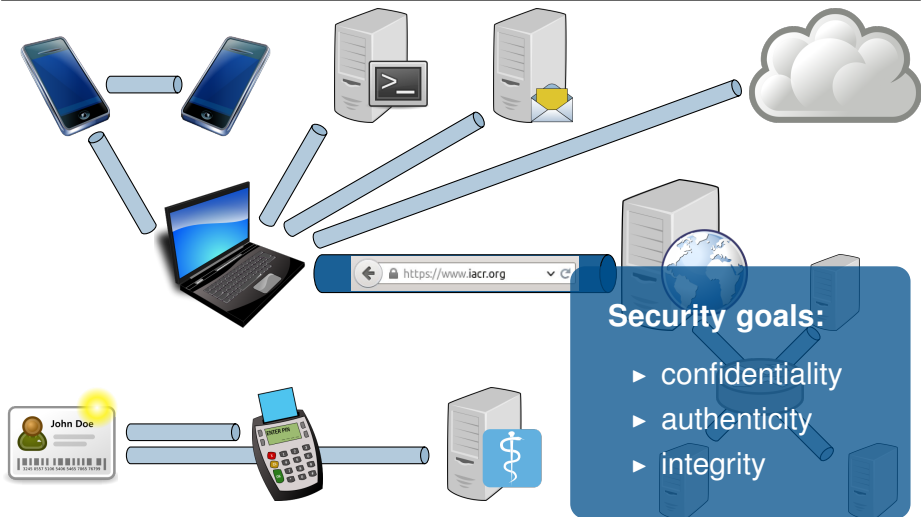 >_
https://www.iacr.org
Security goals:
▸ confidentiality
▸ authenticity
▸ integrity
John Doe
ENTER PIN